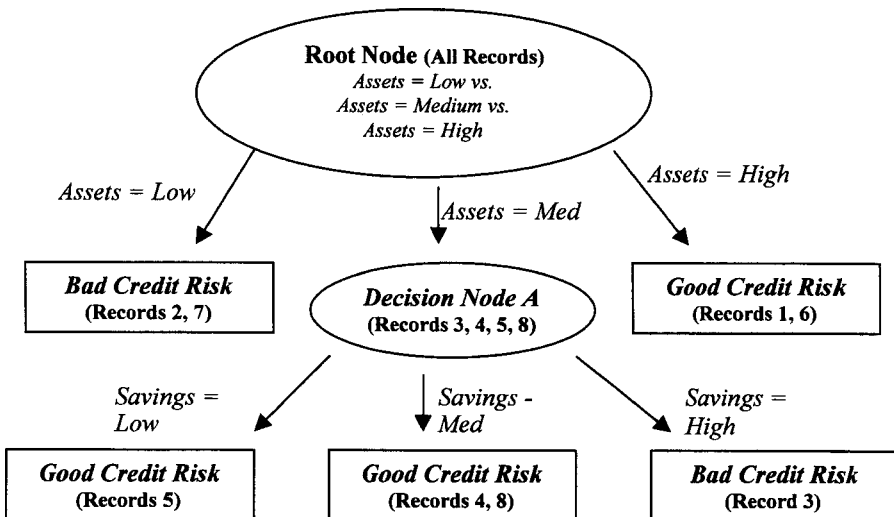 Root Node (All Records)
Assets = Low vs.
Assets = Medium vs.
Assets = High
Assets = Low
Assets = Med
Assets = High
Bad Credit Risk
(Records 2, 7)
Decision Node A
(Records 3, 4, 5, 8)
Good Credit Risk
(Records 1, 6)
Savings =
Low
Savings -
Med
Savings =
High
Good Credit Risk
(Records 5)
Good Credit Risk
(Records 4, 8)
Bad Credit Risk
(Record 3)